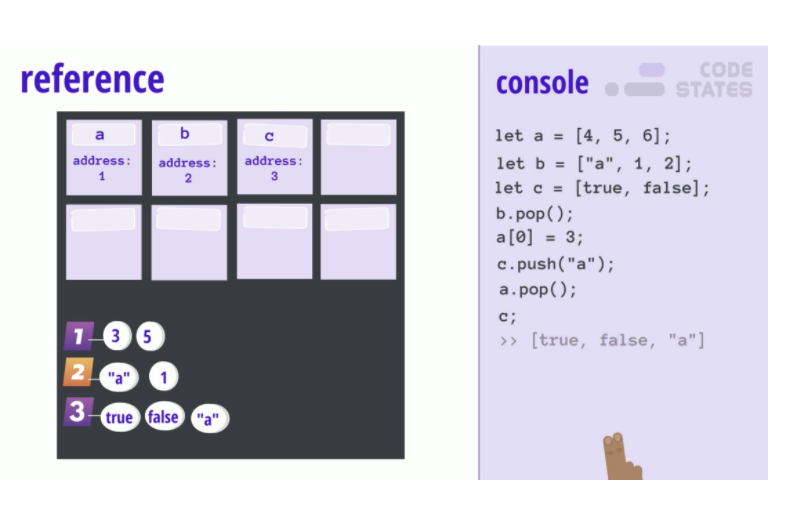 reference
a
address:
1
b
address:
2
c
address:
3
1 3 5
2 "a" 1
3 true false "a"
console
CODE
STATES
let a = [4, 5, 6];
let b = ["a", 1, 2];
let c = [true, false];
b.pop();
a[0] = 3;
c.push("a");
a.pop();
c;
>> [true, false, "a"]